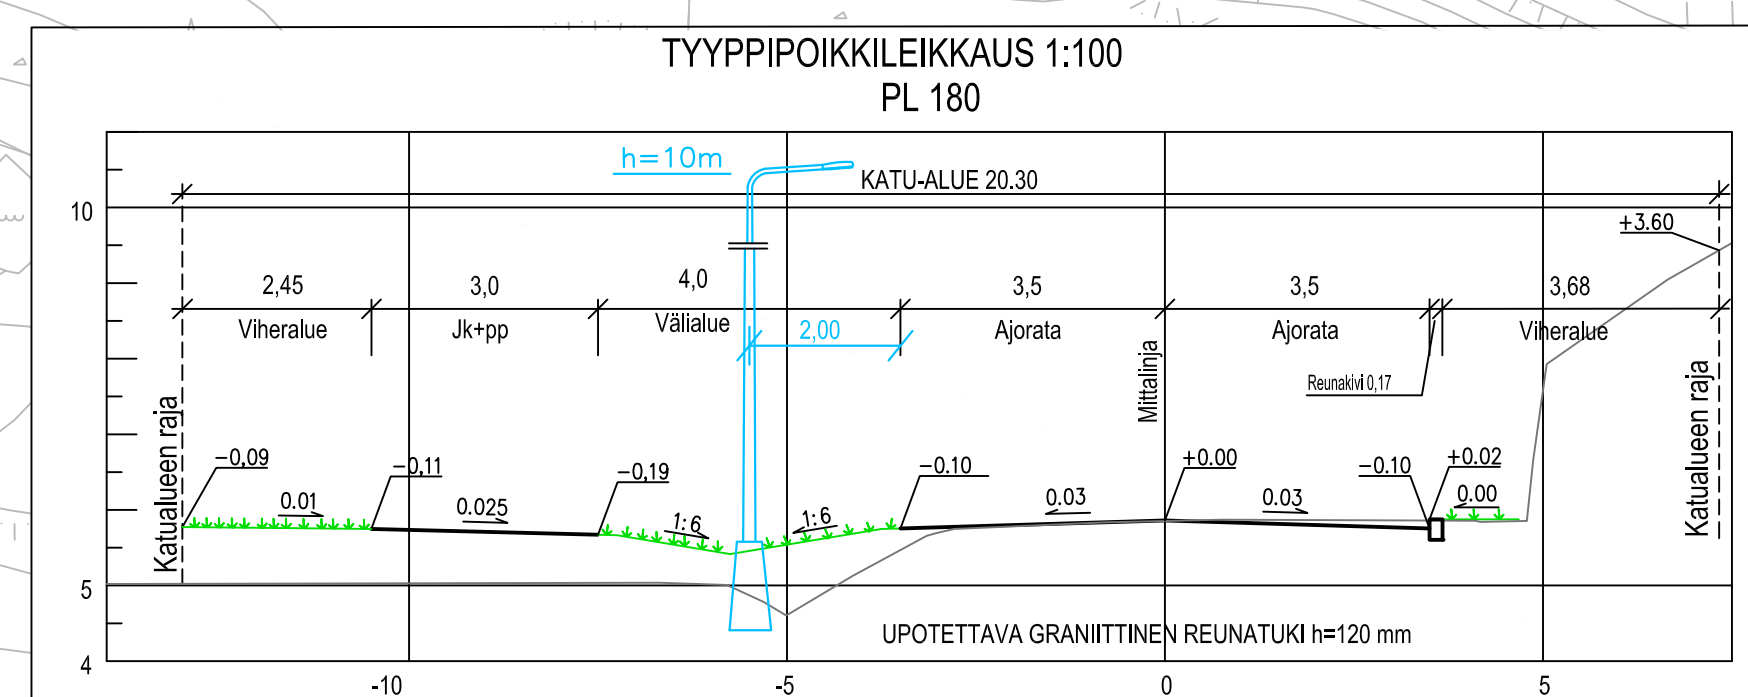 TYYPPIPOIKKILEIKKAUS 1:100
PL 180
h=10m
KATU-ALUE 20.30
10
+3.60
2,45
3,0
4,0
3,5
3,5
3,68
Viheralue
Jk+pp
Välialue
2,00
Ajorata
Ajorata
Viheralue
Mittalinja
Reunakivi 0,17
Katualueen raja
Katualueen raja
-0,09
-0,11
-0,19
-0.10
+0.00
-0.10
+0.02
0.01
0.025
1:6
1:6
0.03
0.03
0.00
5
UPOTETTAVA GRANIITTINEN REUNATUKI h=120 mm
4
-10
-5
0
5